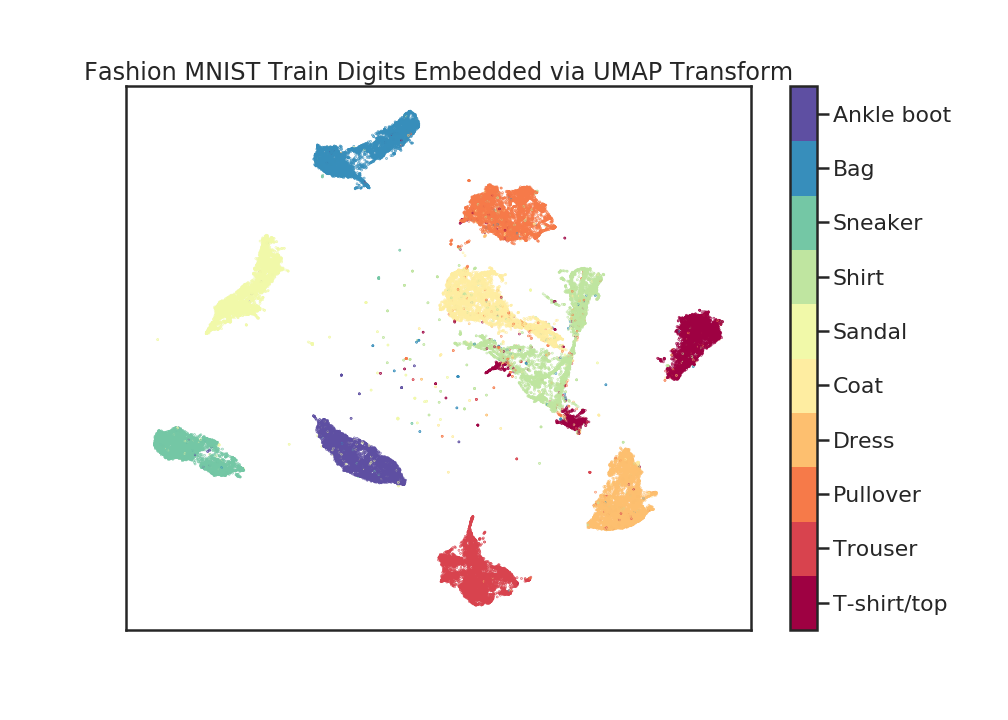 Fashion MNIST Train Digits Embedded via UMAP Transform
Ankle boot
Bag
Sneaker
Shirt
Sandal
Coat
Dress
Pullover
Trouser
T-shirt/top